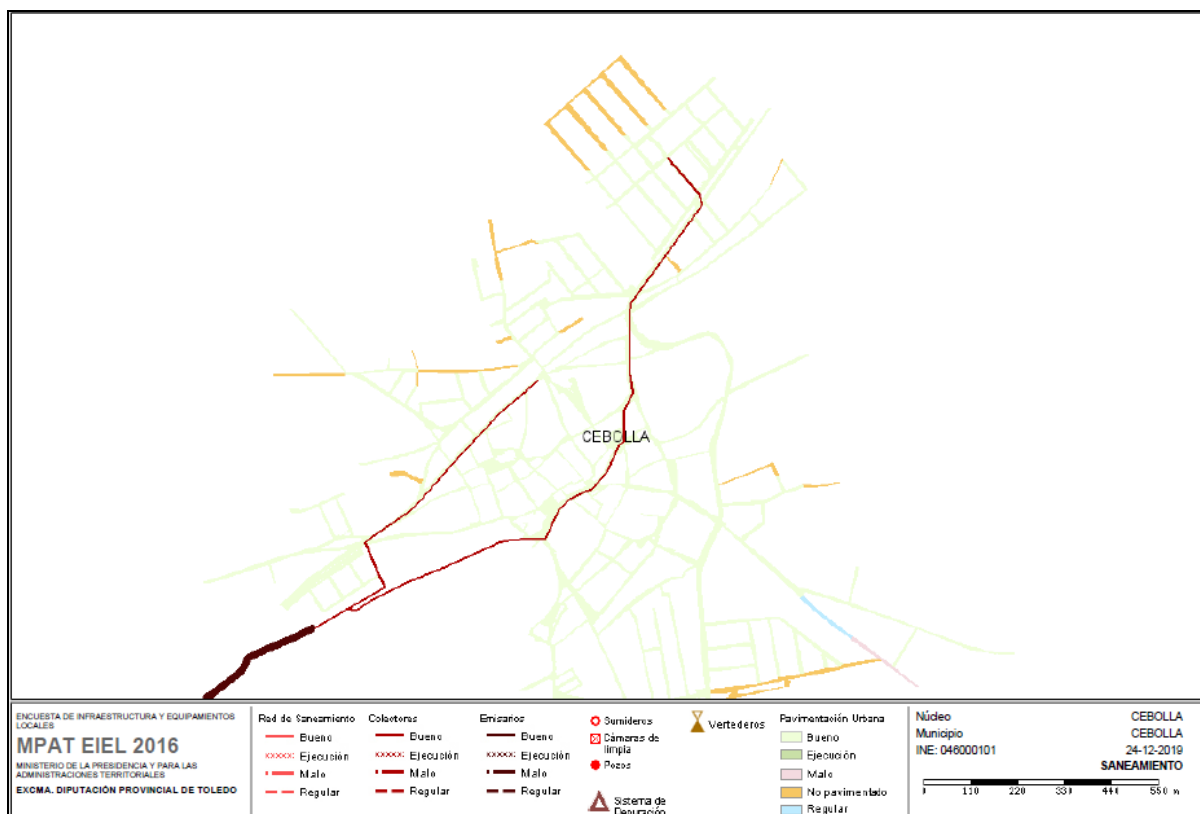 CEBOLLA
ENCUESTA DE INFRAESTRUCTURA Y EQUIPAMIENTOS
LOCALES
MPAT EIEL 2016
MINISTERIO DE LA PRESIDENCIA Y PARA LAS
ADMINISTRACIONES TERRITORIALES
EXCMA. DIPUTACIÓN PROVINCIAL DE TOLEDO
Red de Saneamiento
Bueno
Ejecución
Malo
Regular
Colectores
Bueno
Ejecución
Malo
Regular
Emisarios
Bueno
Ejecución
Malo
Regular
Sumideros
Cámaras de
limpia
Pozos
Sistema de
Depuración
Vertederos
Pavimentación Urbana
Bueno
Ejecución
Malo
No pavimentado
Regular
Núcleo CEBOLLA
Municipio CEBOLLA
INE: 046000101 24-12-2019
SANEAMIENTO
0 110 220 330 440 550 m